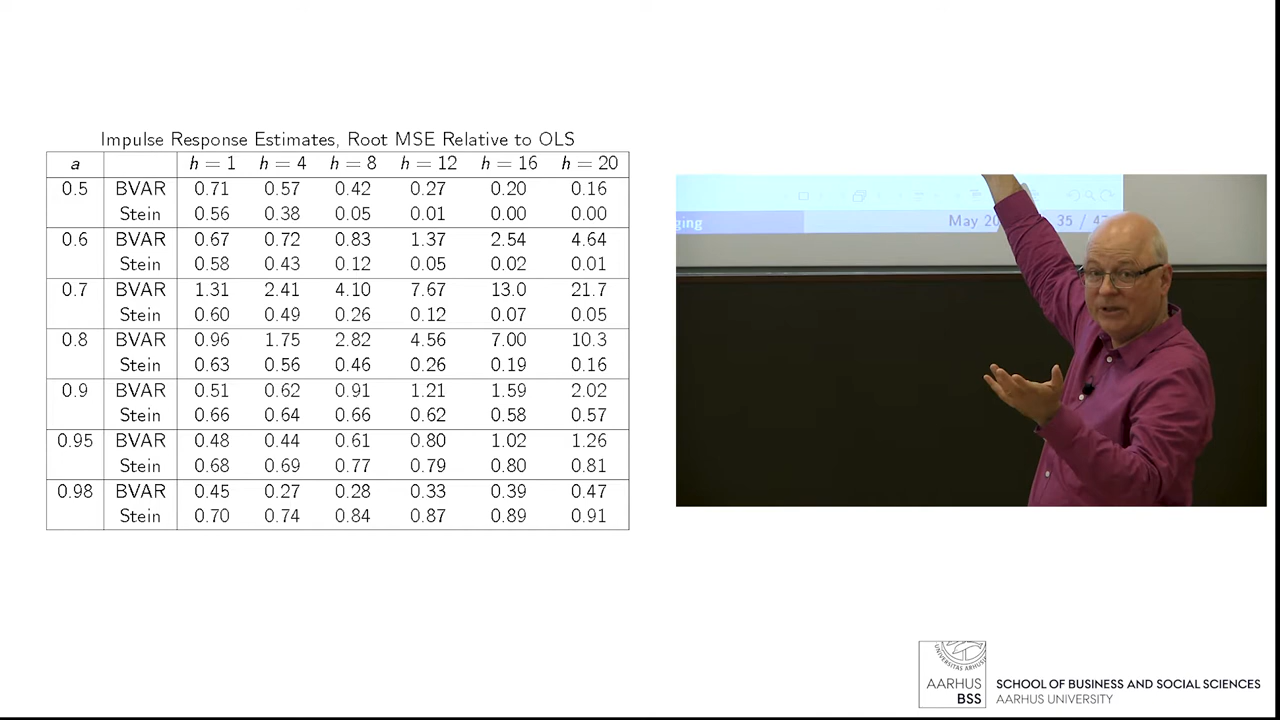 Impulse Response Estimates, Root MSE Relative to OLS
a h = 1 h = 4 h = 8 h = 12 h = 16 h = 20
0.5 BVAR 0.71 0.57 0.42 0.27 0.20 0.16
Stein 0.56 0.38 0.05 0.01 0.00 0.00
0.6 BVAR 0.67 0.72 0.83 1.37 2.54 4.64
Stein 0.58 0.43 0.12 0.05 0.02 0.01
0.7 BVAR 1.31 2.41 4.10 7.67 13.0 21.7
Stein 0.60 0.49 0.26 0.12 0.07 0.05
0.8 BVAR 0.96 1.75 2.82 4.56 7.00 10.3
Stein 0.63 0.56 0.46 0.26 0.19 0.16
0.9 BVAR 0.51 0.62 0.91 1.21 1.59 2.02
Stein 0.66 0.64 0.66 0.62 0.58 0.57
0.95 BVAR 0.48 0.44 0.61 0.80 1.02 1.26
Stein 0.68 0.69 0.77 0.79 0.80 0.81
0.98 BVAR 0.45 0.27 0.28 0.33 0.39 0.47
Stein 0.70 0.74 0.84 0.87 0.89 0.91
ging May 20 35 / 4
AARHUS
BSS
SCHOOL OF BUSINESS AND SOCIAL SCIENCES
AARHUS UNIVERSITY